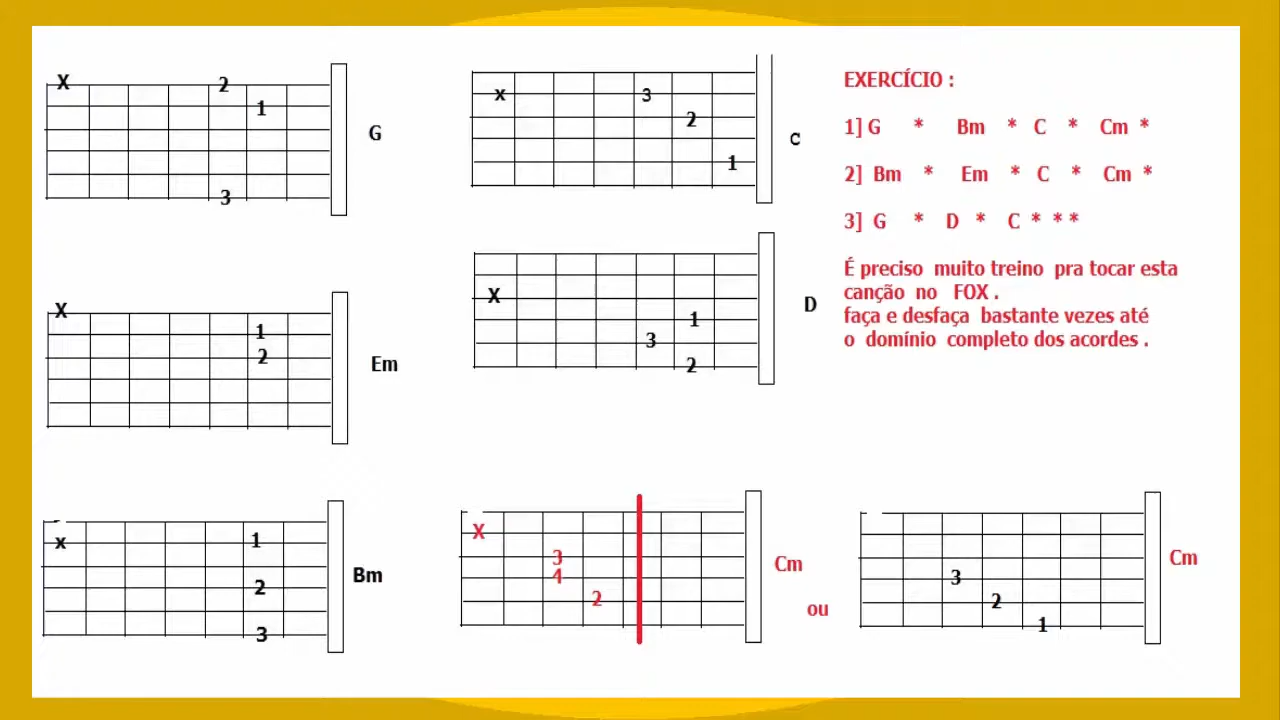 X
2
1
G
3
x
3
2
C
1
EXERCÍCIO :
1] G * Bm * C * Cm *
2] Bm * Em * C * Cm *
3] G * D * C * * *
É preciso muito treino pra tocar esta
canção no FOX .
faça e desfaça bastante vezes até
o domínio completo dos acordes .
X
1
2
Em
X
1
D
3
2
x
1
2
Bm
3
X
3
4
Cm
2
ou
3
Cm
2
1